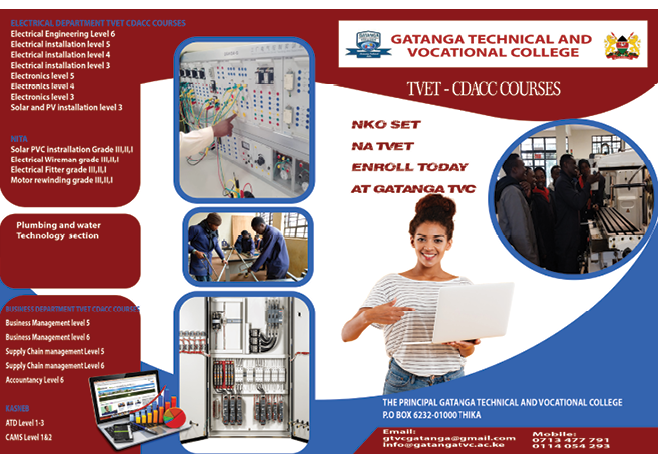 ELECTRICAL DEPARTMENT TVET CDACC COURSES
Electrical Engineering Level 6
Electrical installation level 5
Electrical installation level 4
Electrical installation level 3
Electronics level 5
Electronics level 4
Electronics level 3
Solar and PV installation level 3
NITA
Solar PVC instrallation Grade III,II,I
Electrical Wireman grade III,II,I
Electrical Fitter grade III,II,I
Motor rewinding grade III,II,I
Plumbing and water
Technology section
BUSINESS DEPARTMENT TVET CDACC COURSES
Business Management level 5
Business Management level 6
Supply Chain management Level 5
Supply Chain management Level 6
Accountancy Level 6
KASNEB
ATD Level 1-3
CAMS Level 1&2
GATANGA TECHNICAL AND
VOCATIONAL COLLEGE
TVET - CDACC COURSES
NKO SET
NA TVET
ENROLL TODAY
AT GATANGA TVC
THE PRINCIPAL GATANGA TECHNICAL AND VOCATIONAL COLLEGE
P.O BOX 6232-01000 THIKA
Email:
gtvcgatanga@gmail.com
info@gatangatvc.ac.ke
Mobile:
0713 477 791
0114 054 293